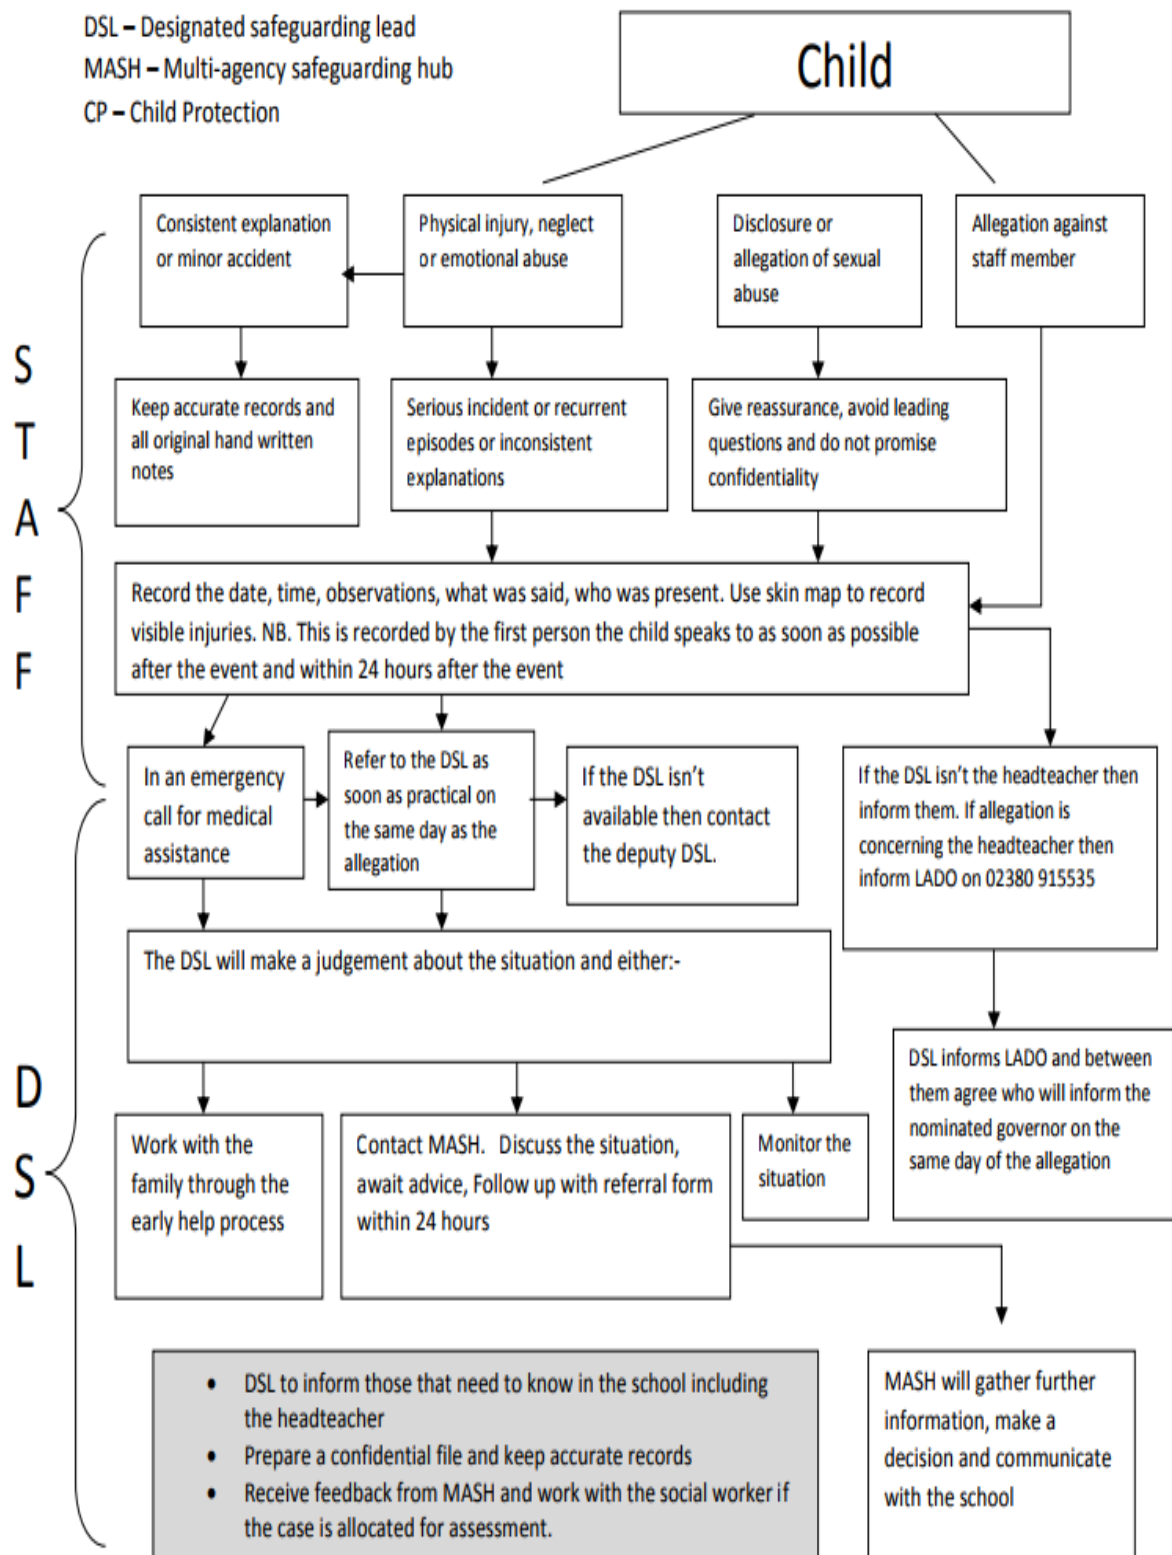 DSL – Designated safeguarding lead
MASH – Multi-agency safeguarding hub
CP – Child Protection
Child
Consistent explanation
or minor accident
Physical injury, neglect
or emotional abuse
Disclosure or
allegation of sexual
abuse
Allegation against
staff member
S
T
A
F
F
Keep accurate records and
all original hand written
notes
Serious incident or recurrent
episodes or inconsistent
explanations
Give reassurance, avoid leading
questions and do not promise
confidentiality
Record the date, time, observations, what was said, who was present. Use skin map to record
visible injuries. NB. This is recorded by the first person the child speaks to as soon as possible
after the event and within 24 hours after the event
In an emergency
call for medical
assistance
Refer to the DSL as
soon as practical on
the same day as the
allegation
If the DSL isn't
available then contact
the deputy DSL.
If the DSL isn't the headteacher then
inform them. If allegation is
concerning the headteacher then
inform LADO on 02380 915535
The DSL will make a judgement about the situation and either:-
DSL informs LADO and between
them agree who will inform the
nominated governor on the
same day of the allegation
D
S
L
Work with the
family through the
early help process
Contact MASH.  Discuss the situation,
await advice, Follow up with referral form
within 24 hours
Monitor the
situation
• DSL to inform those that need to know in the school including
the headteacher
• Prepare a confidential file and keep accurate records
• Receive feedback from MASH and work with the social worker if
the case is allocated for assessment.
MASH will gather further
information, make a
decision and communicate
with the school